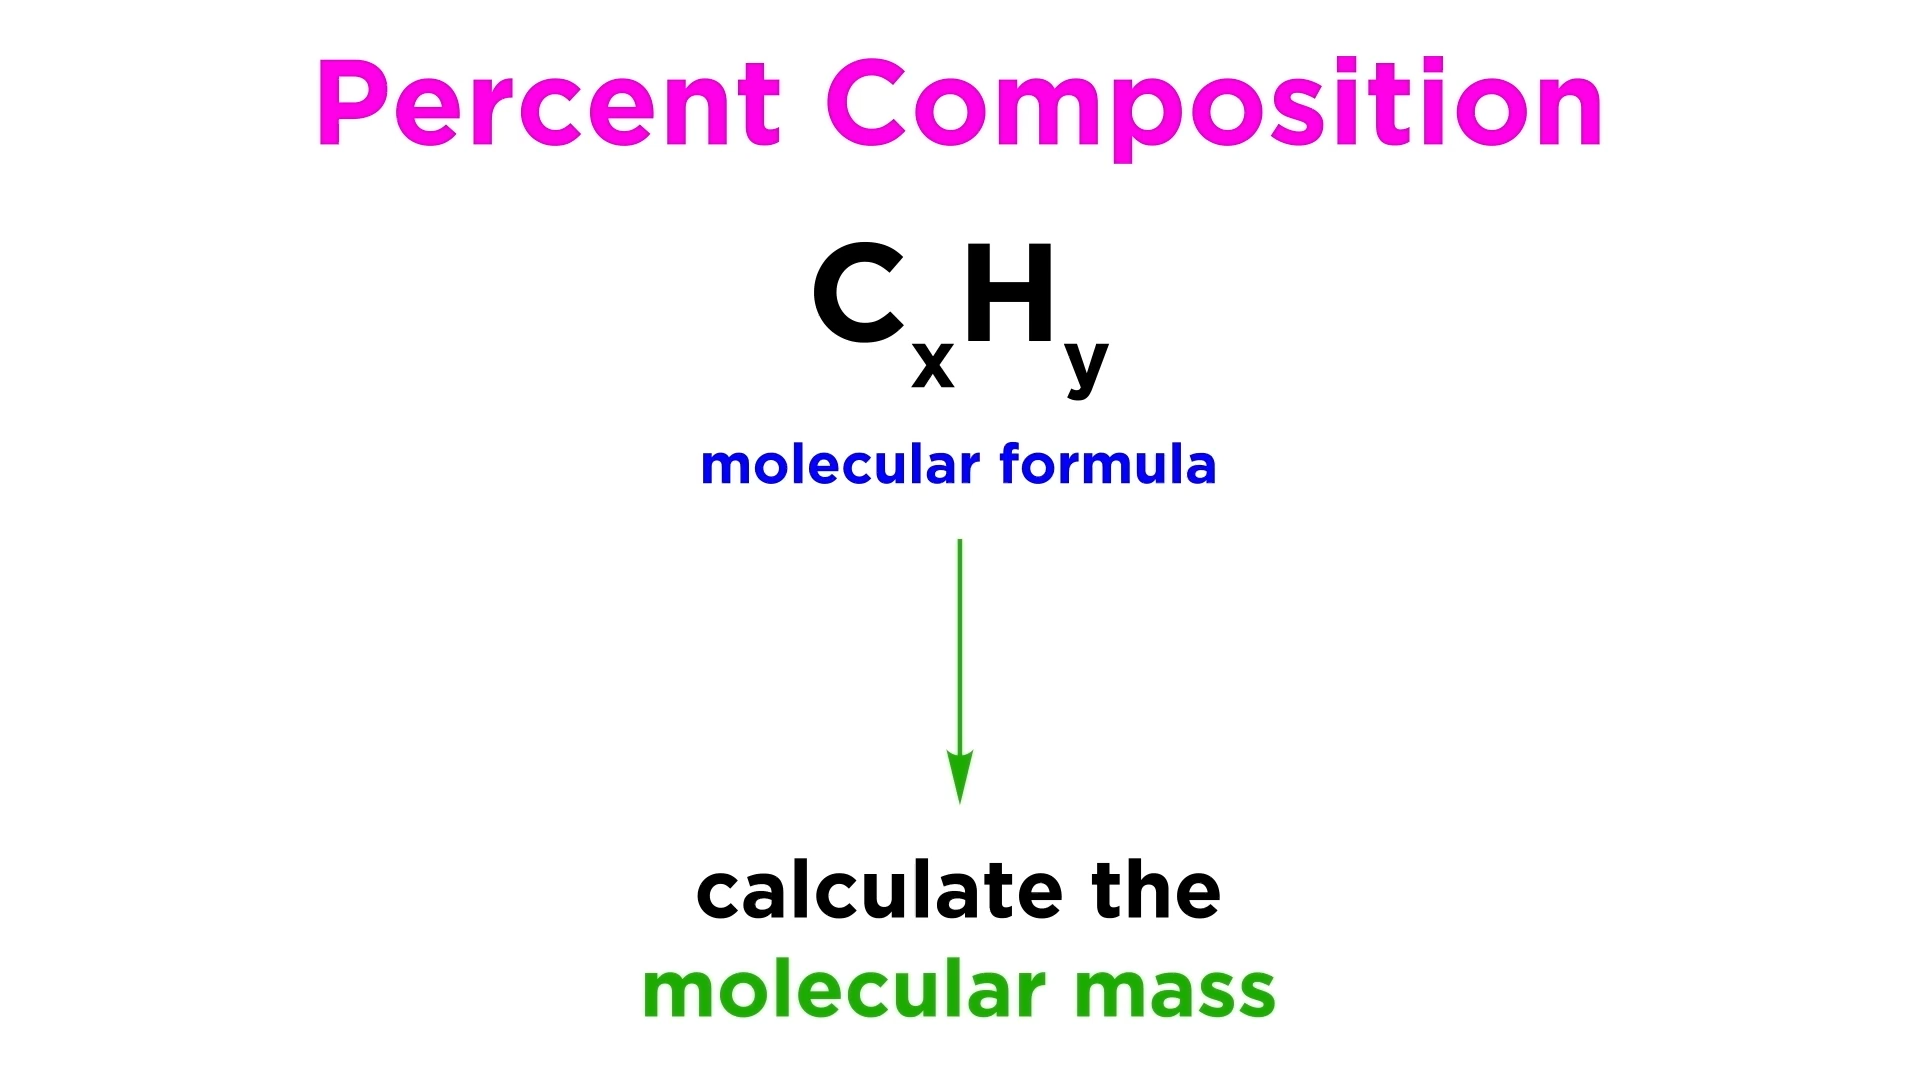 Percent Composition
CxHy
molecular formula
calculate the
molecular mass